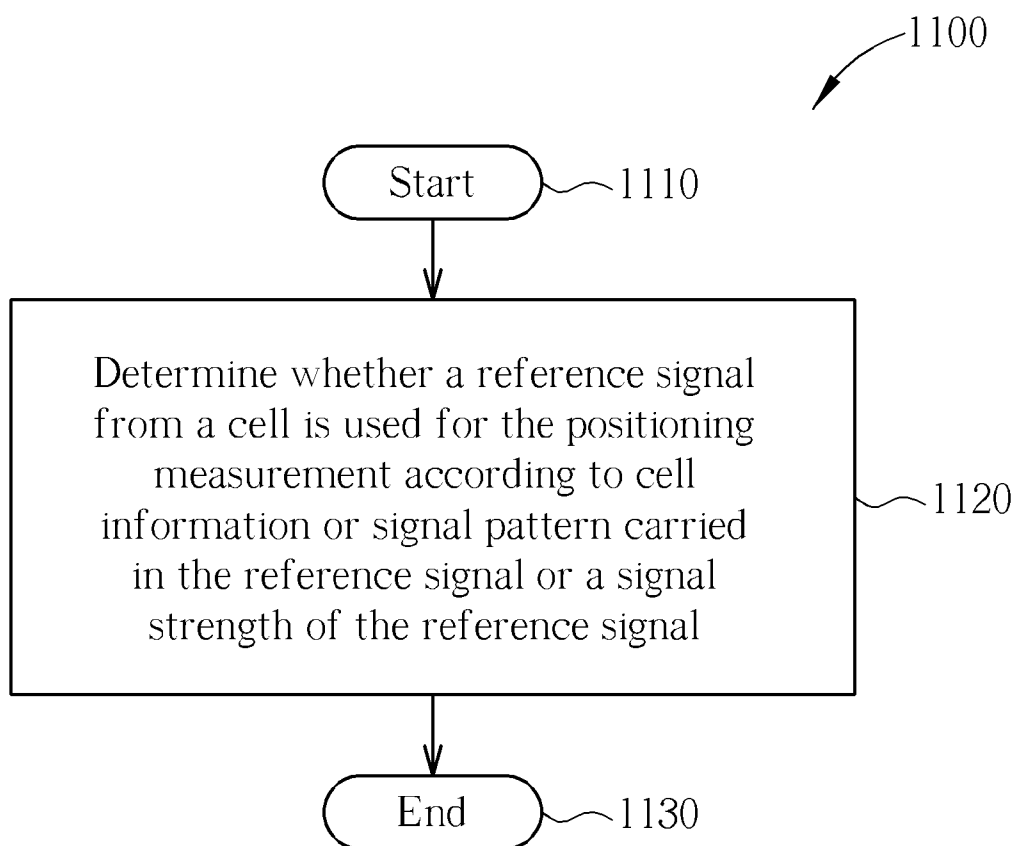 1100
Start
1110
Determine whether a reference signal
from a cell is used for the positioning
measurement according to cell
information or signal pattern carried
in the reference signal or a signal
strength of the reference signal
1120
End
1130